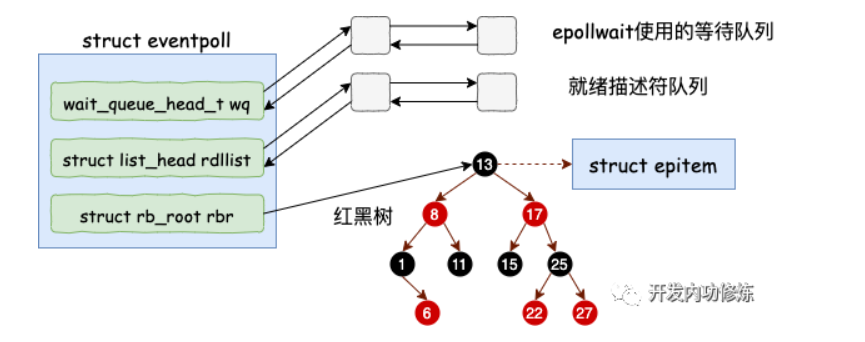 struct eventpoll
wait_queue_head_t wq
struct list_head rdllist
struct rb_root rbr
epollwait使用的等待队列
就绪描述符队列
struct epitem
红黑树
13
8
17
1
11
15
25
6
22
27
开发内功修炼